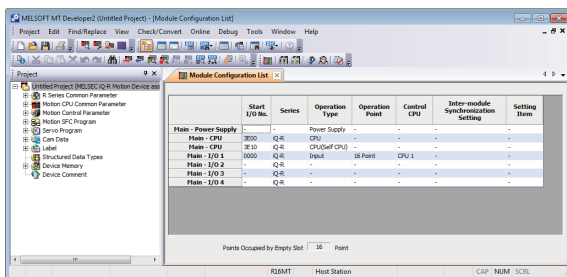 MELSOFT MT Developer2 (Untitled Project) - [Module Configuration List]
Project Edit Find/Replace View Check/Convert Online Debug Tools Window Help
Project
Module Configuration List
Untitled Project (MELSEC iQ-R Motion Device ass
R Series Common Parameter
Motion CPU Common Parameter
Motion Control Parameter
Motion SFC Program
Servo Program
Cam Data
Label
Structured Data Types
Device Memory
Device Comment
Start I/O No. Series Operation Type Operation Point Control CPU Inter-module Synchronization Setting Setting Item
Main - Power Supply - - Power Supply - - - -
Main - CPU 3E00 iQ-R CPU - - - -
Main - CPU 3E10 iQ-R CPU(Self CPU) - - - -
Main - I/O 1 0000 iQ-R Input 16 Point CPU 1 - -
Main - I/O 2 - iQ-R - - - - -
Main - I/O 3 - iQ-R - - - - -
Main - I/O 4 - iQ-R - - - - -
Points Occupied by Empty Slot 16 Point
R16MT Host Station CAP NUM SCRL